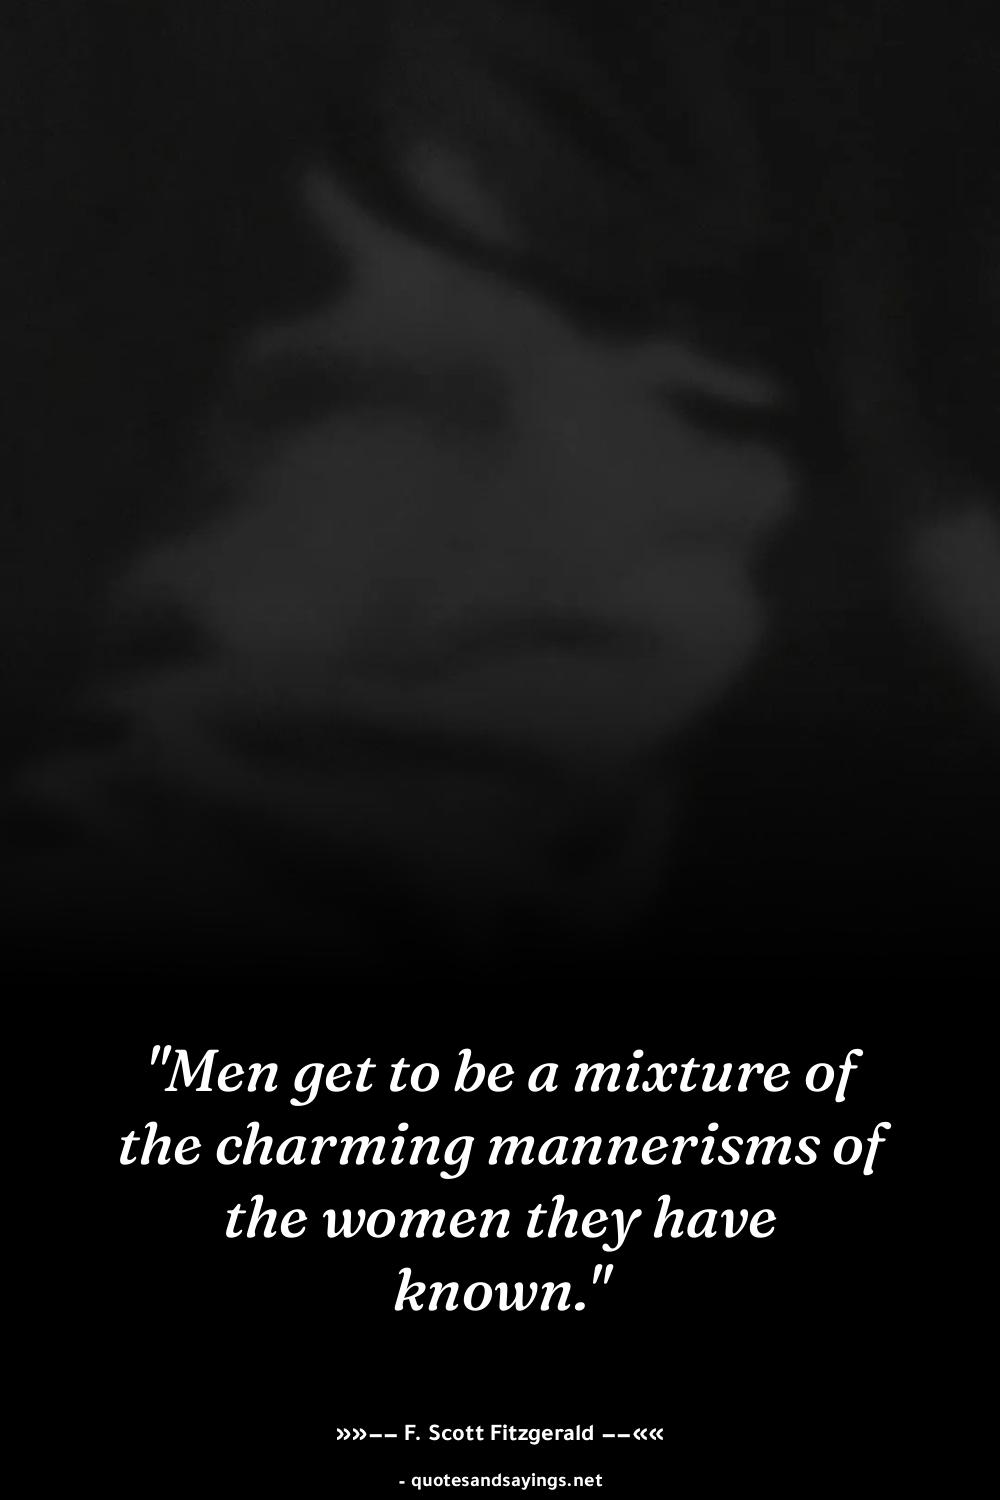 "Men get to be a mixture of
the charming mannerisms of
the women they have
known."
»»–– F. Scott Fitzgerald ––««
- quotesandsayings.net